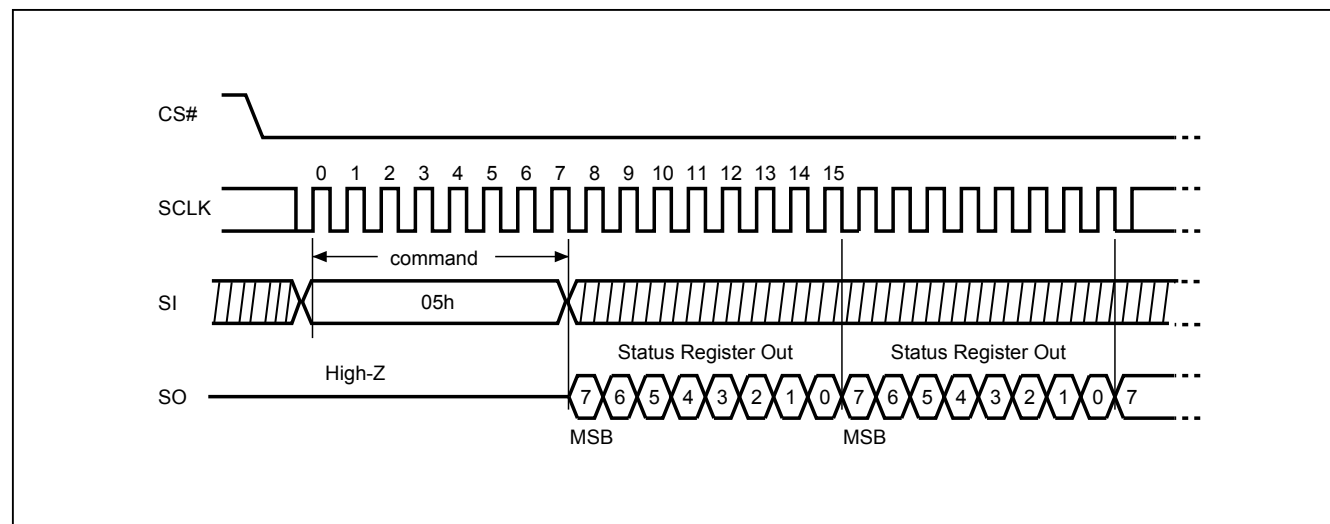 CS#
0 1 2 3 4 5 6 7 8 9 10 11 12 13 14 15
SCLK
command
SI
05h
Status Register Out Status Register Out
High-Z
SO
7 6 5 4 3 2 1 0 7 6 5 4 3 2 1 0 7
MSB MSB